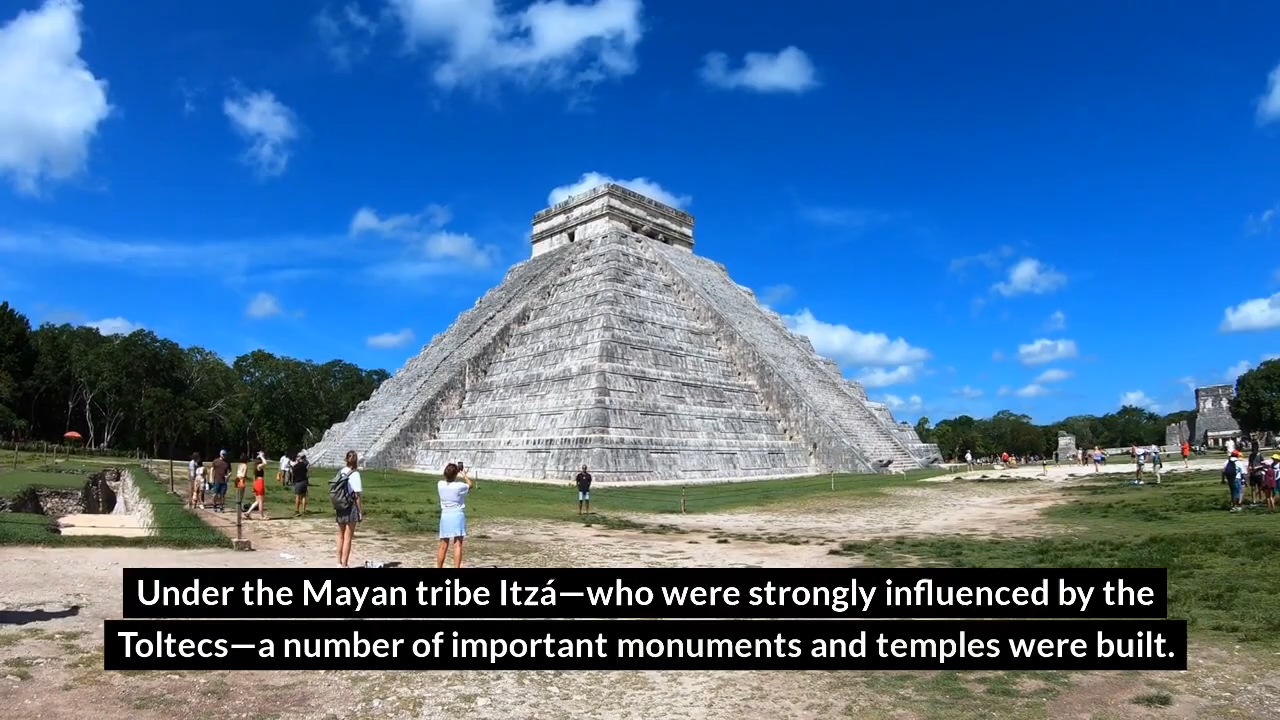 Under the Mayan tribe Itzá—who were strongly influenced by the
Toltecs—a number of important monuments and temples were built.